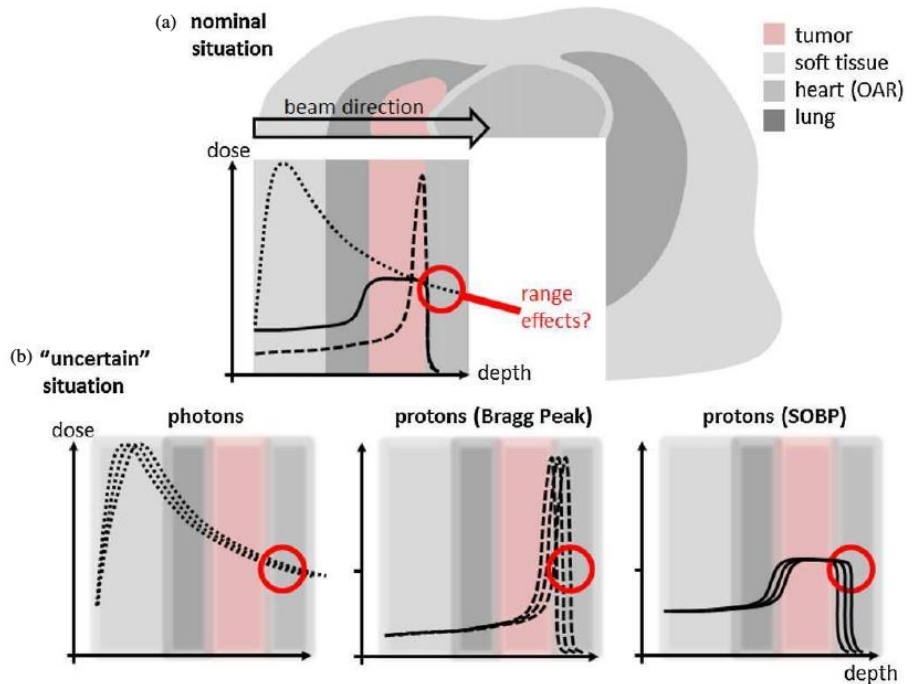 (a) nominal
situation
tumor
soft tissue
heart (OAR)
lung
beam direction
dose
range
effects?
depth
(b) "uncertain"
situation
photons
protons (Bragg Peak)
protons (SOBP)
dose
depth